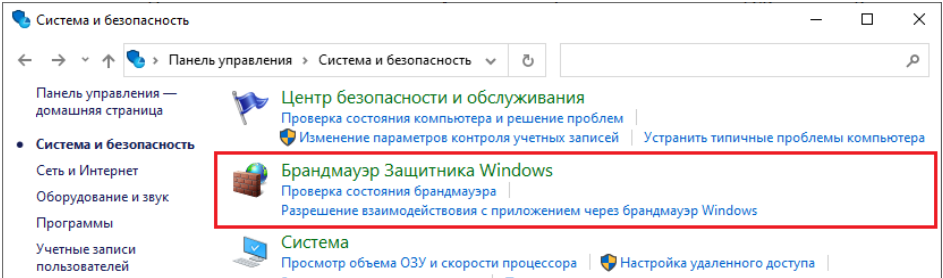 Система и безопасность
Панель управления > Система и безопасность
Панель управления —
домашняя страница
Система и безопасность
Сеть и Интернет
Оборудование и звук
Программы
Учетные записи
пользователей
Центр безопасности и обслуживания
Проверка состояния компьютера и решение проблем
Изменение параметров контроля учетных записей
Устранить типичные проблемы компьютера
Брандмауэр Защитника Windows
Проверка состояния брандмауэра
Разрешение взаимодействовия с приложением через брандмауэр Windows
Система
Просмотр объема ОЗУ и скорости процессора
Настройка удаленного доступа